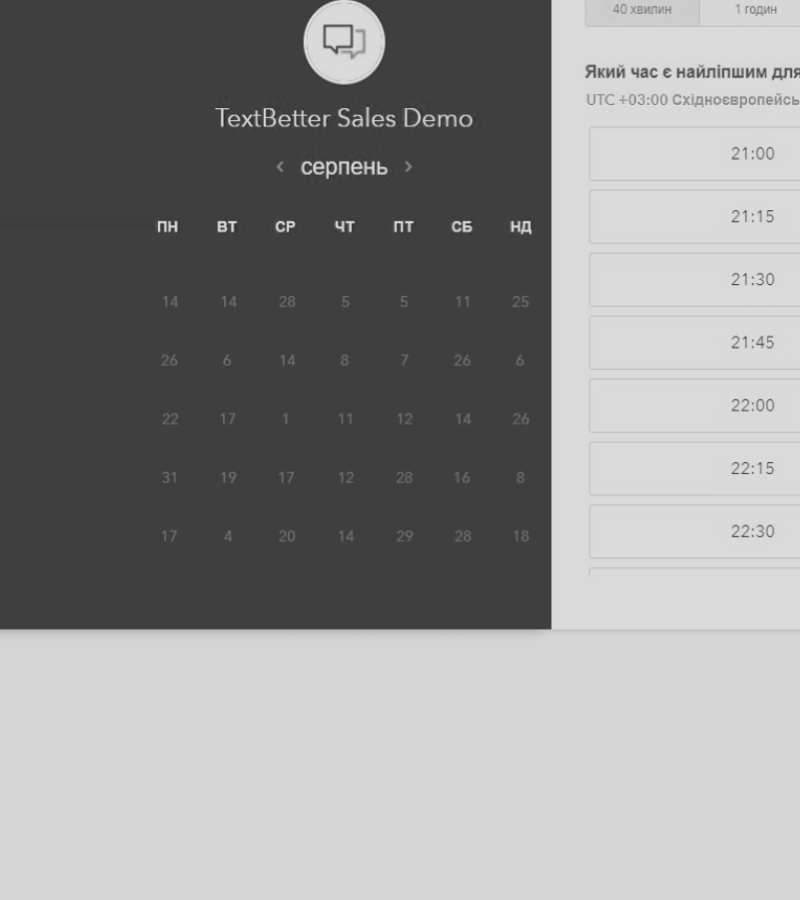 TextBetter Sales Demo
серпень
ПН ВТ СР ЧТ ПТ СБ НД
14 14 28 5 5 11 25
26 6 14 8 7 26 6
22 17 1 11 12 14 26
31 19 17 12 28 16 8
17 4 20 14 29 28 18
40 хвилин 1 годин
Який час є найліпшим для
UTC +03:00 Східноєвропейсь
21:00
21:15
21:30
21:45
22:00
22:15
22:30